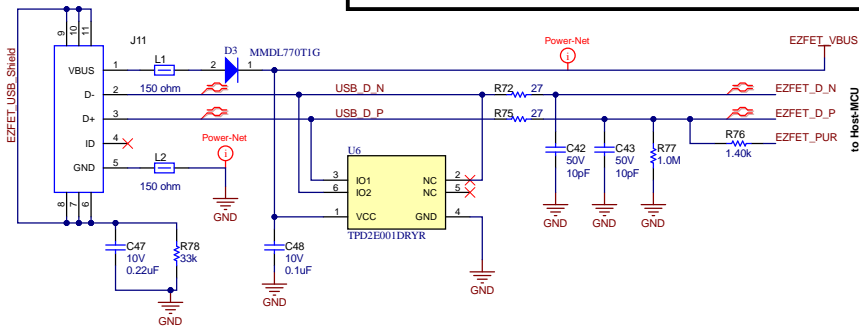 9 10 11
J11
EZFET_USB_Shield
VBUS 1
D- 2
D+ 3
ID 4
GND 5
8 7 6
L1
150 ohm
2 D3 1
MMDL770T1G
Power-Net
i
EZFET_VBUS
USB_D_N
R72 27
EZFET_D_N
USB_D_P
R75 27
EZFET_D_P
R76
1.40k
EZFET_PUR
to Host-MCU
L2
150 ohm
Power-Net
i
GND
U6
3 IO1 NC 2
6 IO2 NC 5
1 VCC GND 4
TPD2E001DRYR
C42
50V
10pF
GND
C43
50V
10pF
GND
R77
1.0M
GND
C47
10V
0.22uF
R78
33k
GND
C48
10V
0.1uF
GND
GND